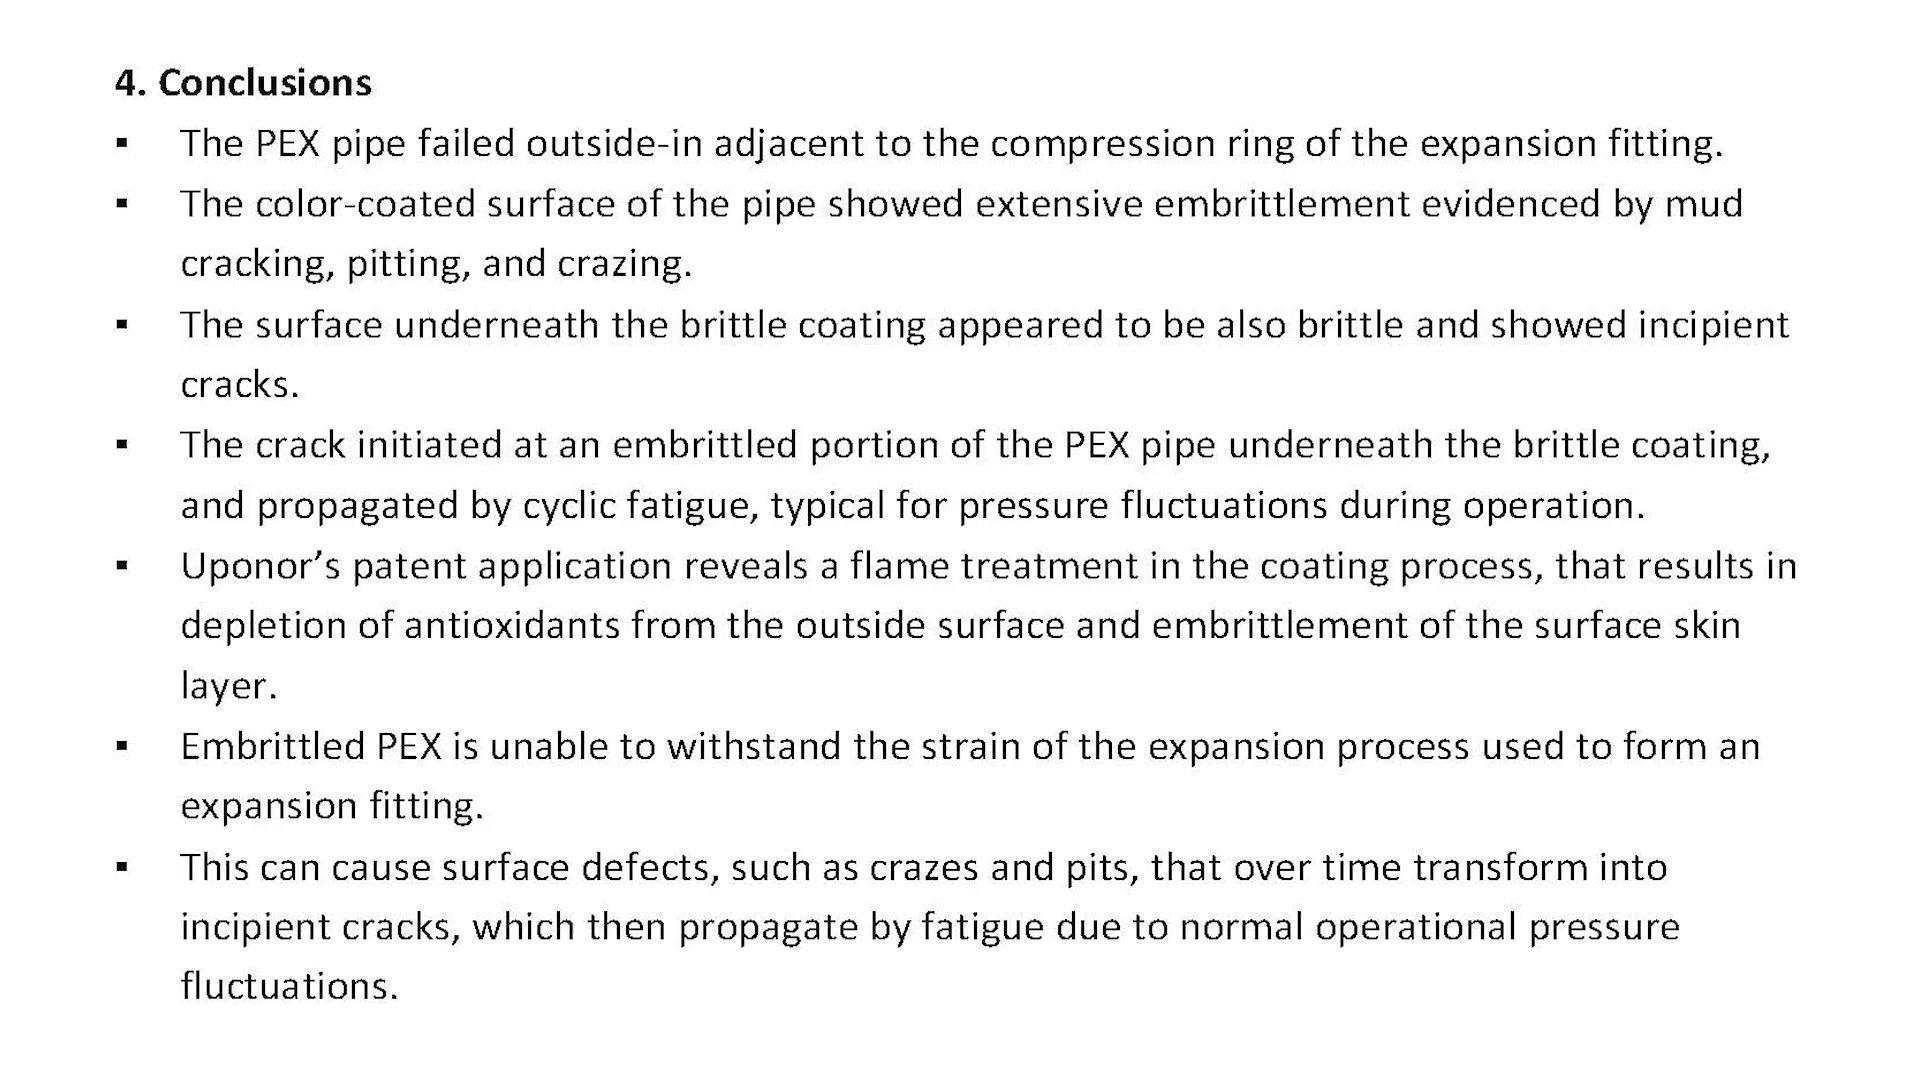 4. Conclusions
▪ The PEX pipe failed outside-in adjacent to the compression ring of the expansion fitting.
▪ The color-coated surface of the pipe showed extensive embrittlement evidenced by mud
cracking, pitting, and crazing.
▪ The surface underneath the brittle coating appeared to be also brittle and showed incipient
cracks.
▪ The crack initiated at an embrittled portion of the PEX pipe underneath the brittle coating,
and propagated by cyclic fatigue, typical for pressure fluctuations during operation.
▪ Uponor’s patent application reveals a flame treatment in the coating process, that results in
depletion of antioxidants from the outside surface and embrittlement of the surface skin
layer.
▪ Embrittled PEX is unable to withstand the strain of the expansion process used to form an
expansion fitting.
▪ This can cause surface defects, such as crazes and pits, that over time transform into
incipient cracks, which then propagate by fatigue due to normal operational pressure
fluctuations.